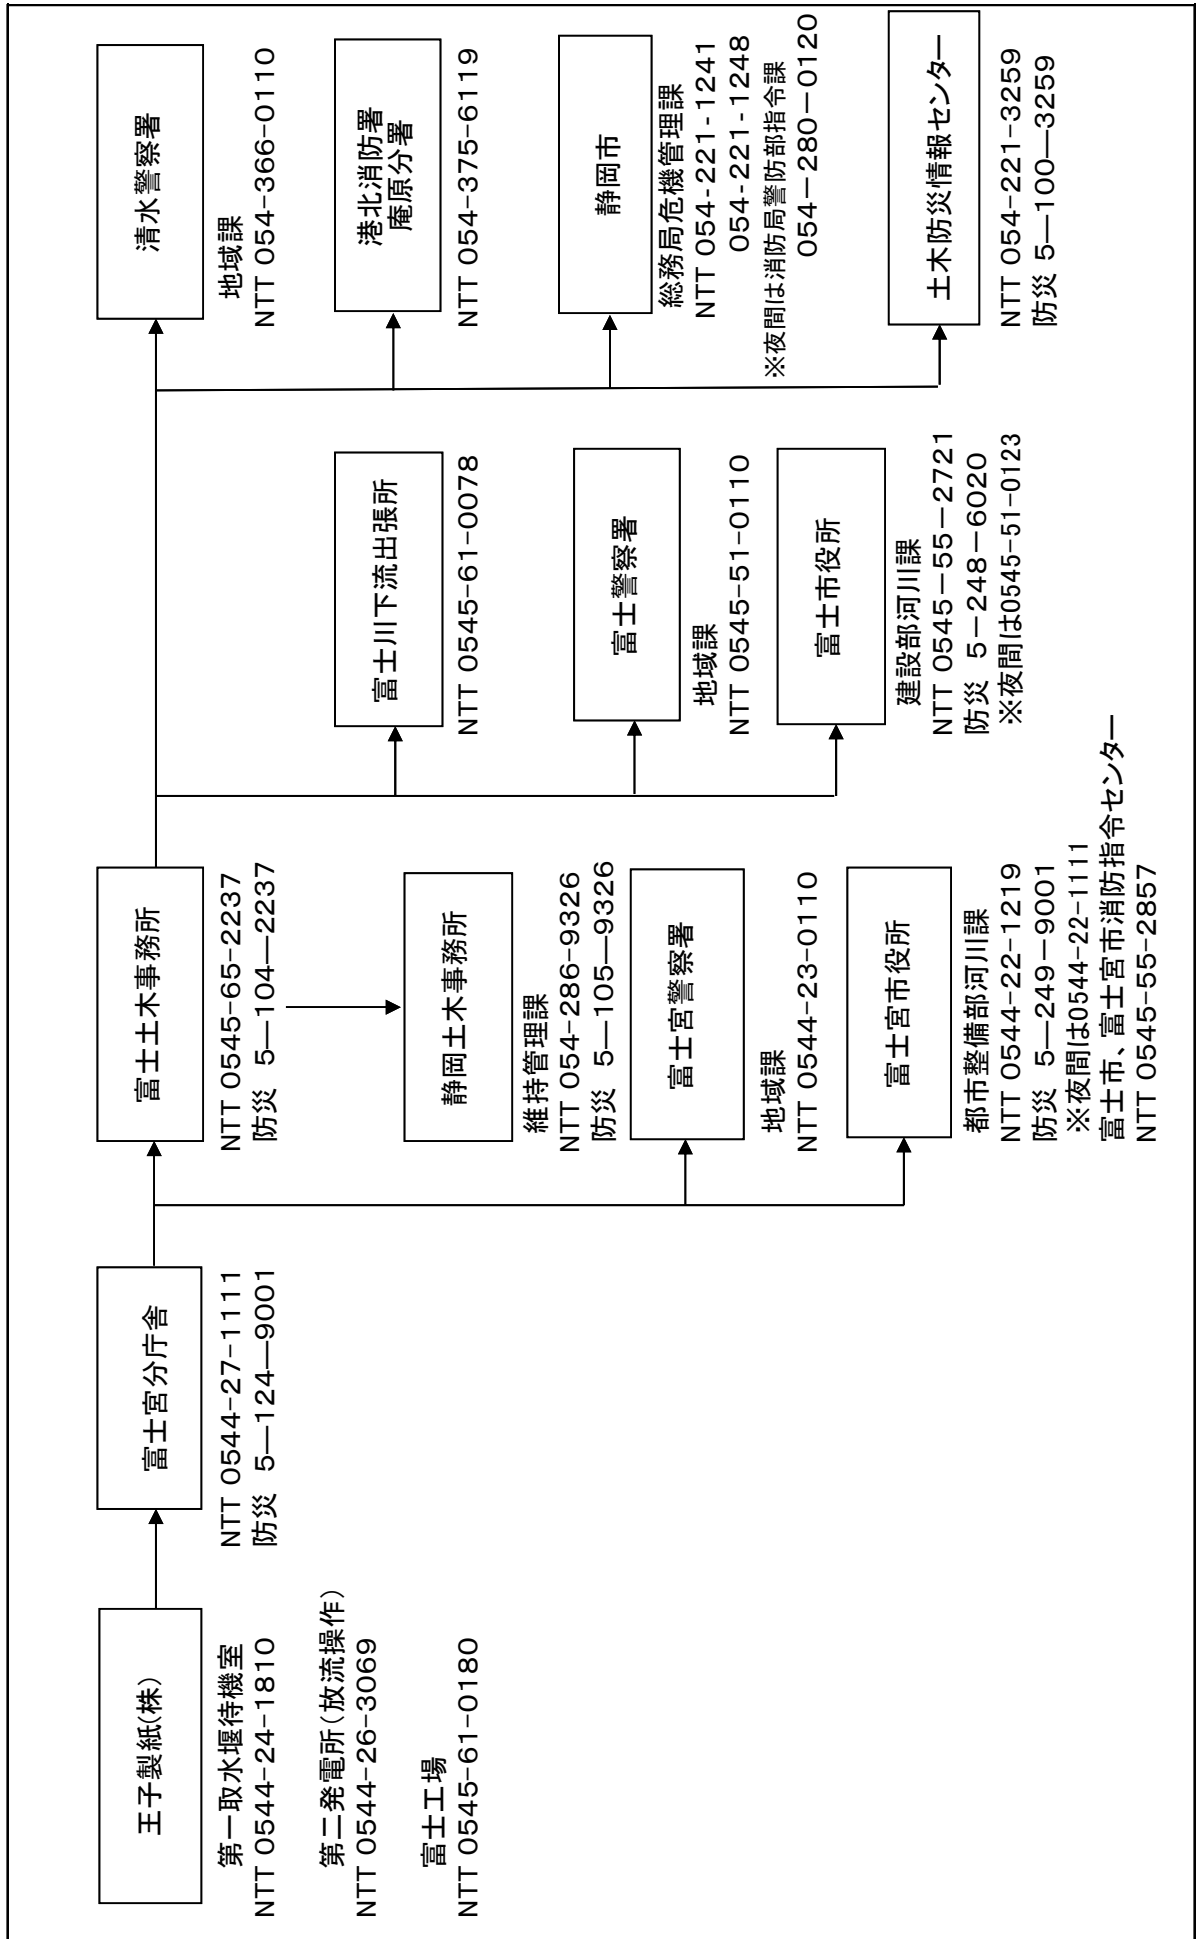 王子製紙(株)
第一取水堰待機室
NTT 0544-24-1810
第二発電所(放流操作)
NTT 0544-26-3069
富士工場
NTT 0545-61-0180
富士宮分庁舎
NTT 0544-27-1111
防災 5―124―9001
富士土木事務所
NTT 0545-65-2237
防災 5―104―2237
静岡土木事務所
維持管理課
NTT 054-286-9326
防災 5―105―9326
富士宮警察署
地域課
NTT 0544-23-0110
富士宮市役所
都市整備部河川課
NTT 0544-22-1219
防災 5―249－9001
※夜間は0544-22-1111
富士市、富士宮市消防指令センター
NTT 0545-55-2857
富士川下流出張所
NTT 0545-61-0078
富士警察署
地域課
NTT 0545-51-0110
富士市役所
建設部河川課
NTT 0545－55－2721
防災 5－248－6020
※夜間は0545-51-0123
清水警察署
地域課
NTT 054-366-0110
港北消防署
庵原分署
NTT 054-375-6119
静岡市
総務局危機管理課
NTT 054-221-1241
054-221-1248
※夜間は消防局警防部指令課
054－280－0120
土木防災情報センター
NTT 054-221-3259
防災 5―100―3259